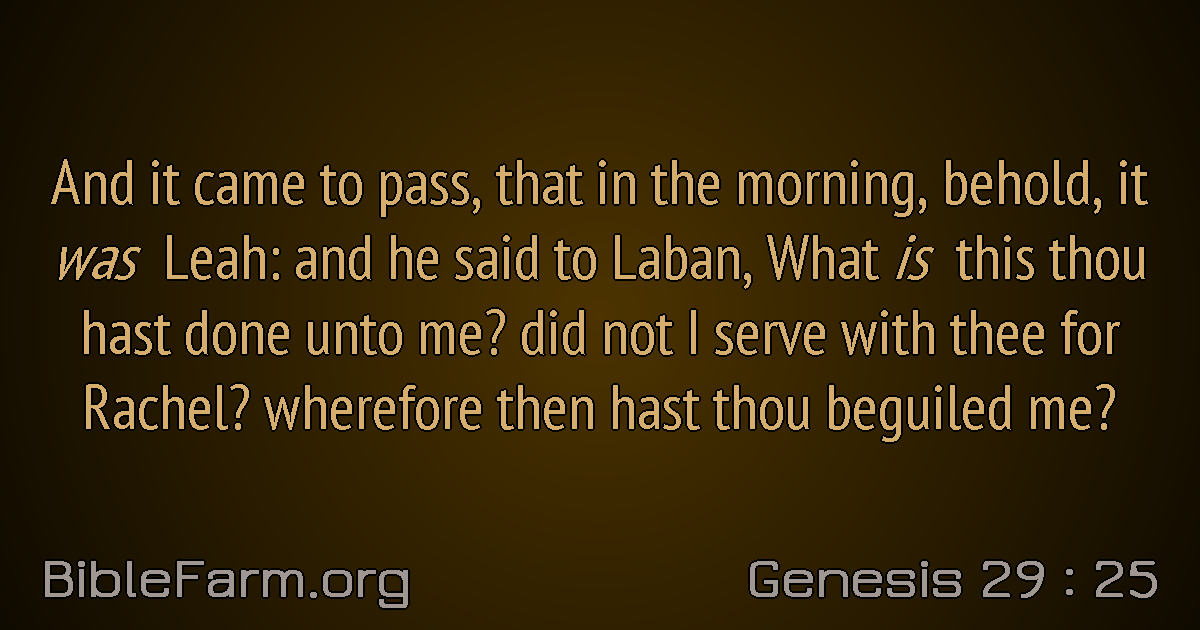 And it came to pass, that in the morning, behold, it
was Leah: and he said to Laban, What is this thou
hast done unto me? did not I serve with thee for
Rachel? wherefore then hast thou beguiled me?
BibleFarm.org
Genesis 29 : 25